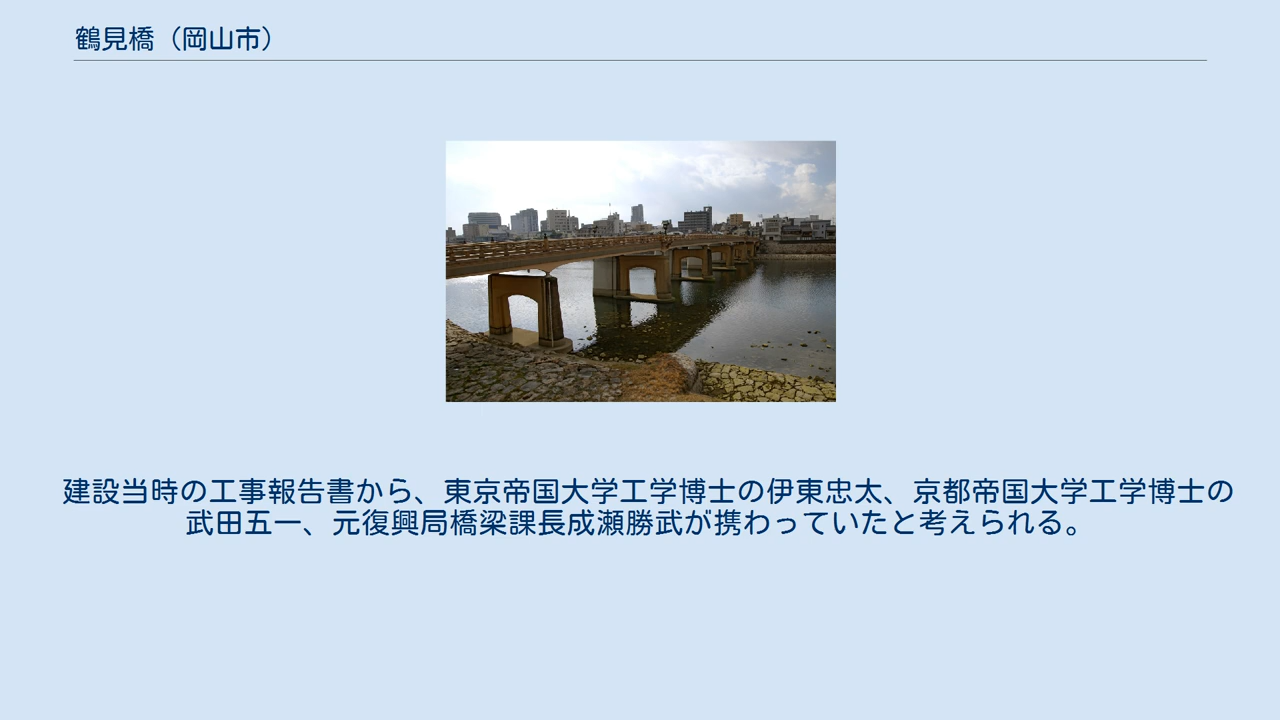 鶴見橋（岡山市）
建設当時の工事報告書から、東京帝国大学工学博士の伊東忠太、京都帝国大学工学博士の
武田五一、元復興局橋梁課長成瀬勝武が携わっていたと考えられる。